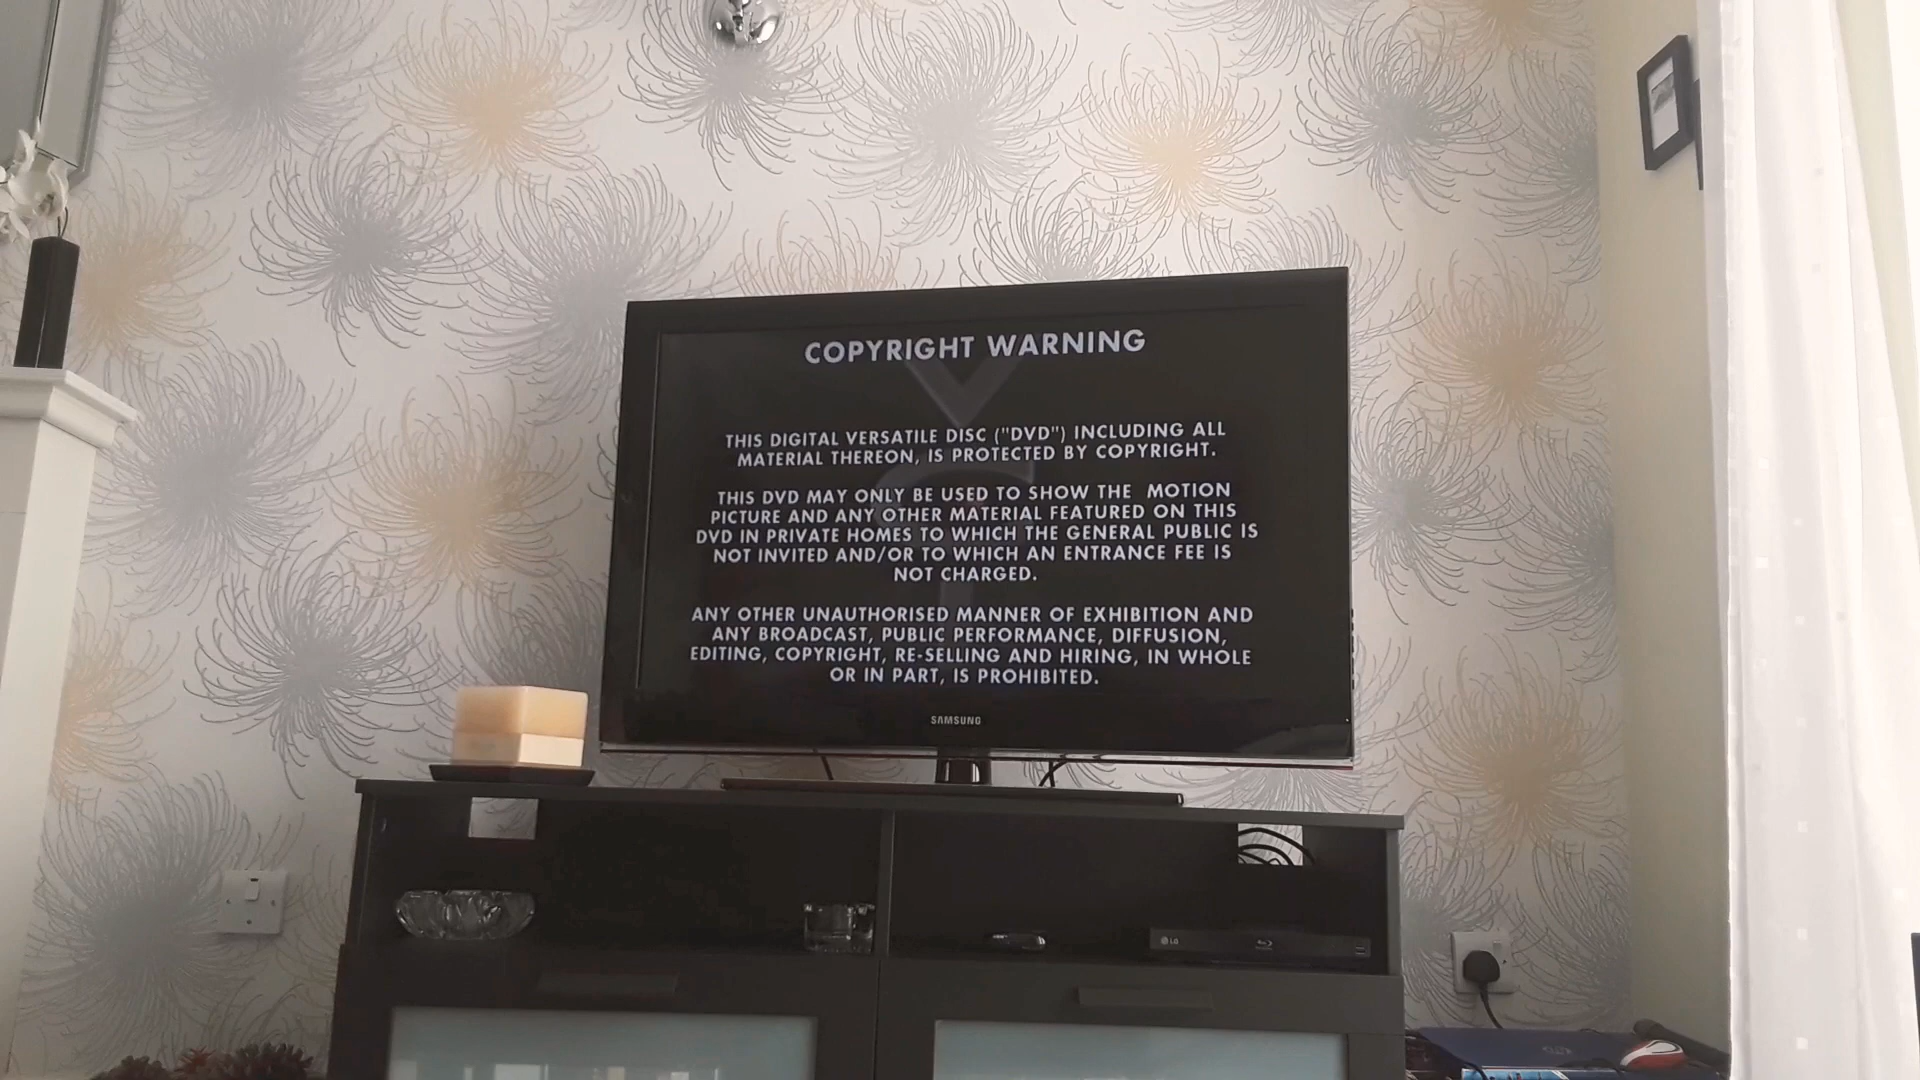 COPYRIGHT WARNING
THIS DIGITAL VERSATILE DISC ("DVD") INCLUDING ALL
MATERIAL THEREON, IS PROTECTED BY COPYRIGHT.
THIS DVD MAY ONLY BE USED TO SHOW THE MOTION
PICTURE AND ANY OTHER MATERIAL FEATURED ON THIS
DVD IN PRIVATE HOMES TO WHICH THE GENERAL PUBLIC IS
NOT INVITED AND/OR TO WHICH AN ENTRANCE FEE IS
NOT CHARGED.
ANY OTHER UNAUTHORISED MANNER OF EXHIBITION AND
ANY BROADCAST, PUBLIC PERFORMANCE, DIFFUSION,
EDITING, COPYRIGHT, RE-SELLING AND HIRING, IN WHOLE
OR IN PART, IS PROHIBITED.
SAMSUNG
LG